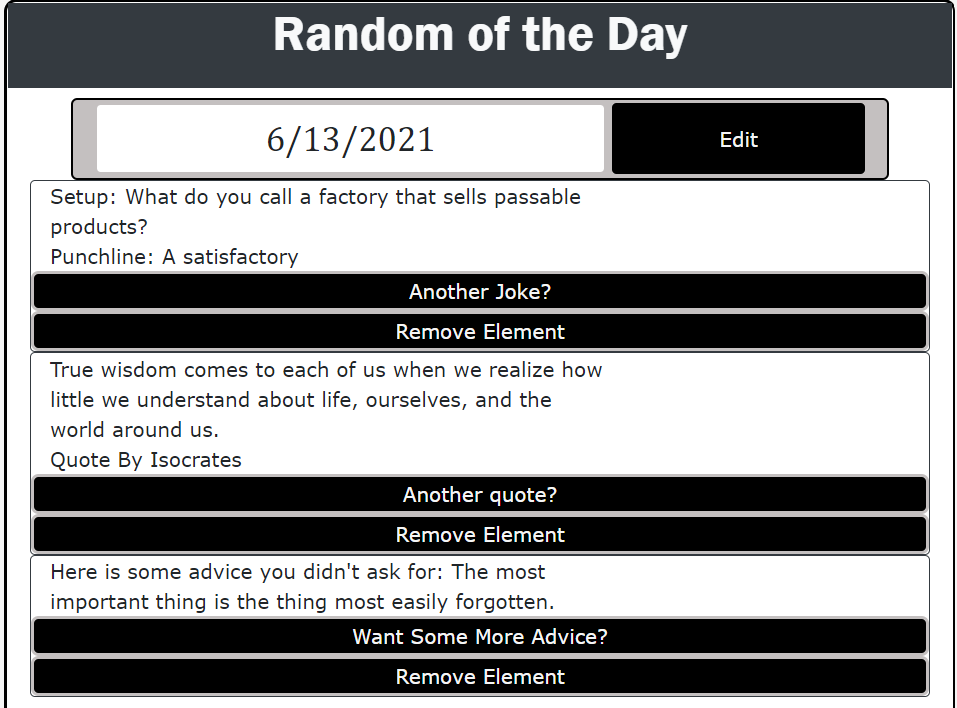 Random of the Day
6/13/2021
Edit
Setup: What do you call a factory that sells passable
products?
Punchline: A satisfactory
Another Joke?
Remove Element
True wisdom comes to each of us when we realize how
little we understand about life, ourselves, and the
world around us.
Quote By Isocrates
Another quote?
Remove Element
Here is some advice you didn't ask for: The most
important thing is the thing most easily forgotten.
Want Some More Advice?
Remove Element